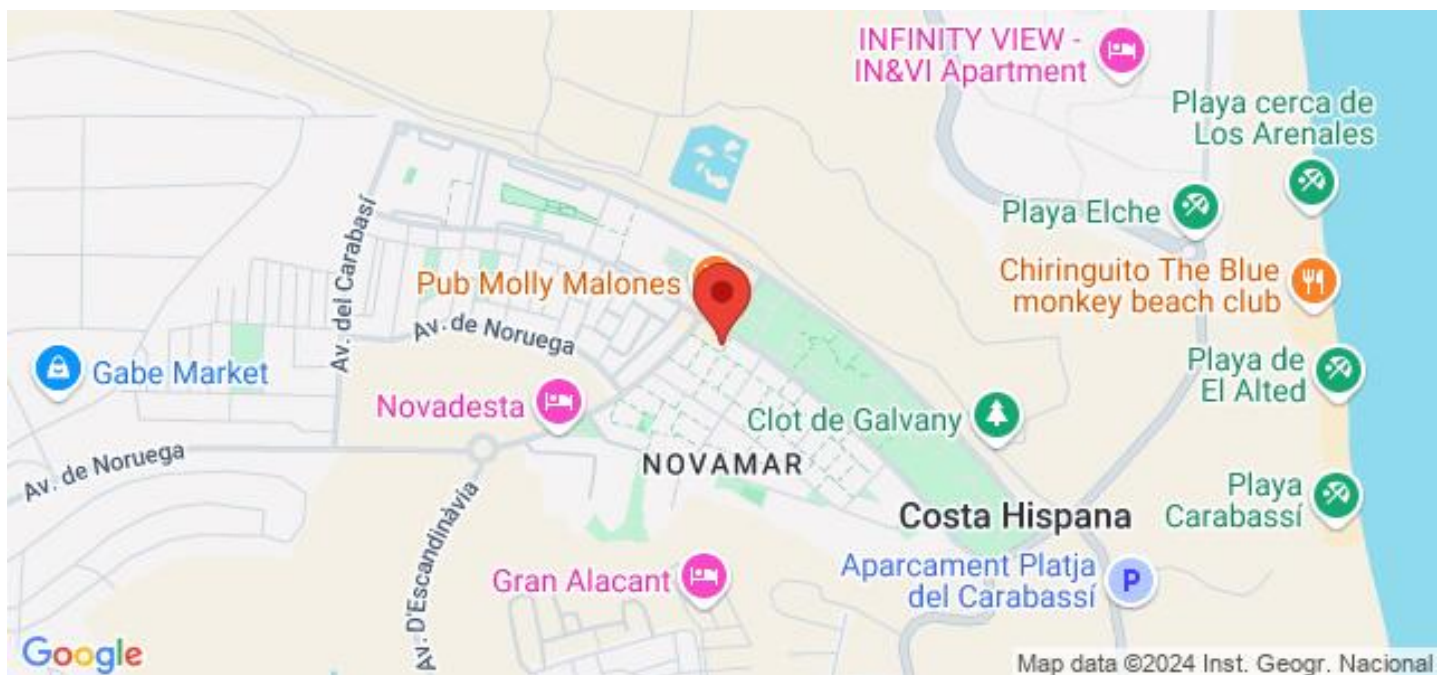 INFINITY VIEW -
IN&VI Apartment
Playa cerca de
Los Arenales
Playa Elche
Av. del Carabasí
Pub Molly Malones
Chiringuito The Blue
monkey beach club
Av. de Noruega
Gabe Market
Playa de
El Alted
Novadesta
Clot de Galvany
Av. de Noruega
NOVAMAR
Playa
Carabassí
Costa Hispana
Av. D'Escandinàvia
Gran Alacant
Aparcament Platja
del Carabassí
P
Google
Map data ©2024 Inst. Geogr. Nacional